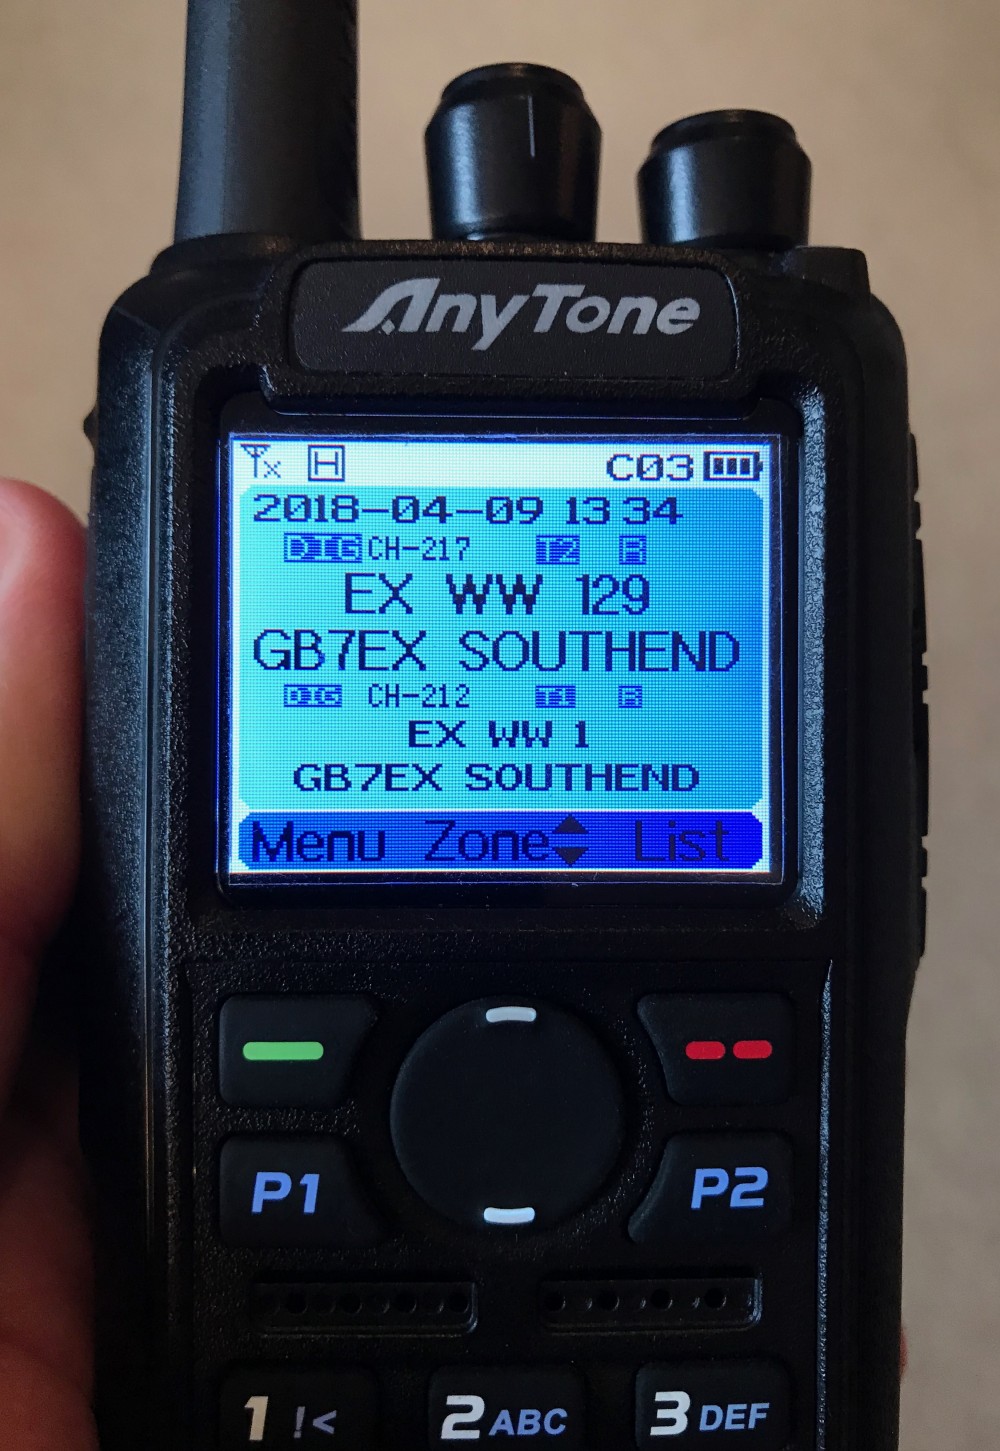 AnyTone
Tx H C03
2018-04-09 13 34
DIG CH-217 T2 R
EX WW 129
GB7EX SOUTHEND
DIG CH-212 T1 R
EX WW 1
GB7EX SOUTHEND
Menu Zone List
P1 P2
1 !< 2 ABC 3 DEF